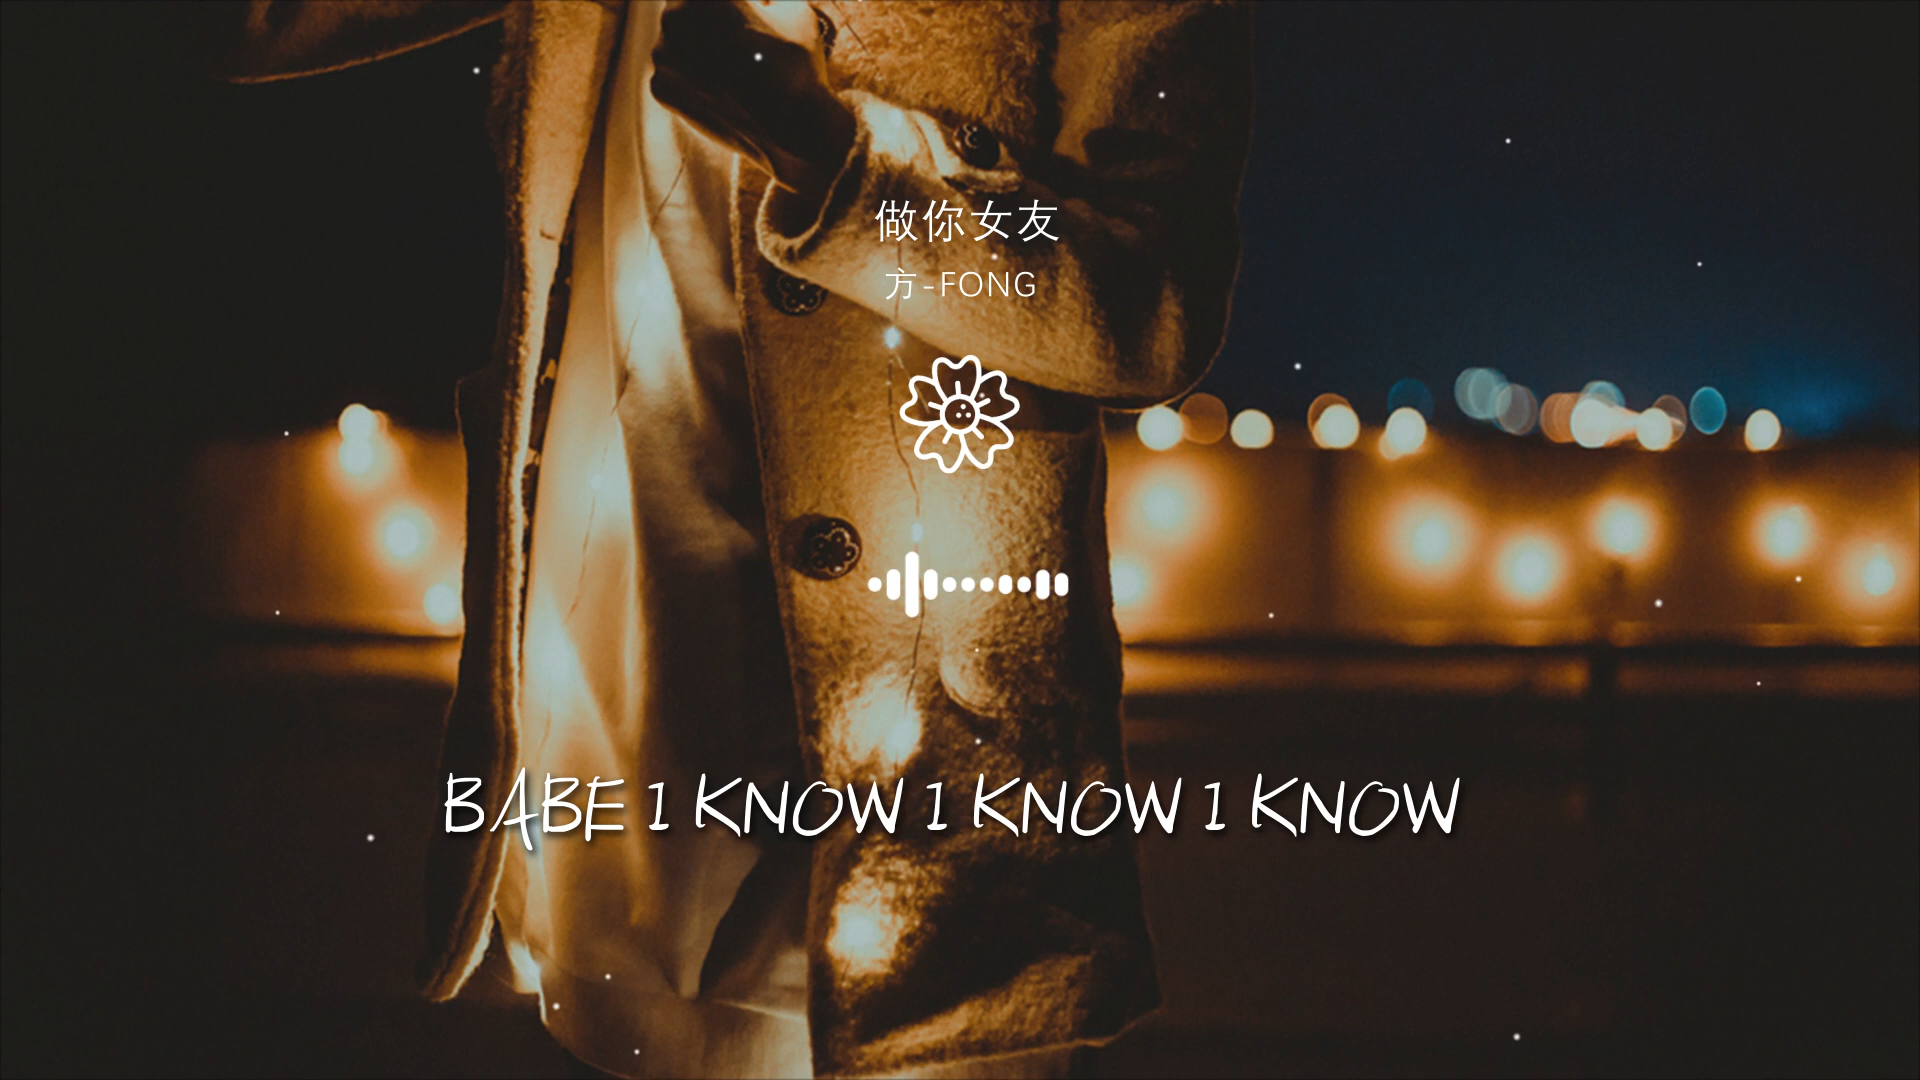 做你女友
方-FONG
BABE I KNOW I KNOW I KNOW